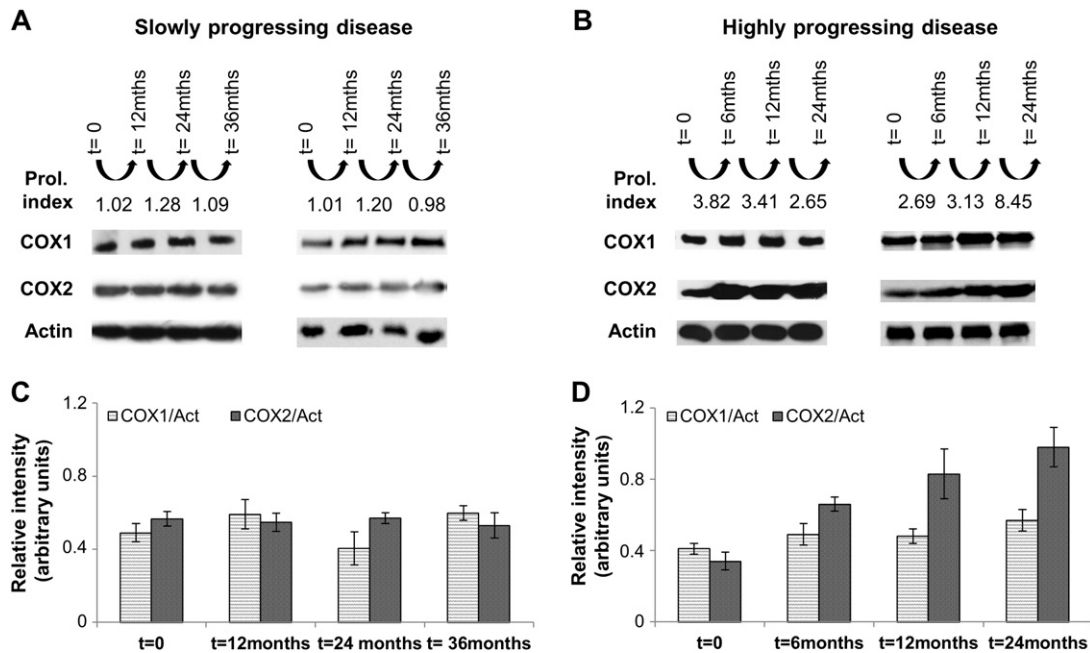 A
Slowly progressing disease
t= 0
t= 12mths
t= 24mths
t= 36mths
t= 0
t= 12mths
t= 24mths
t= 36mths
Prol.
index
1.02 1.28 1.09
1.01 1.20 0.98
COX1
COX2
Actin
B
Highly progressing disease
t= 0
t= 6mths
t= 12mths
t= 24mths
t= 0
t= 6mths
t= 12mths
t= 24mths
Prol.
index
3.82 3.41 2.65
2.69 3.13 8.45
COX1
COX2
Actin
C
Relative intensity
(arbitrary units)
1.2
0.8
0.4
0
COX1/Act COX2/Act
t=0 t=12months t=24 months t= 36months
D
Relative intensity
(arbitrary units)
1.2
0.8
0.4
0
COX1/Act COX2/Act
t=0 t=6months t=12months t=24months